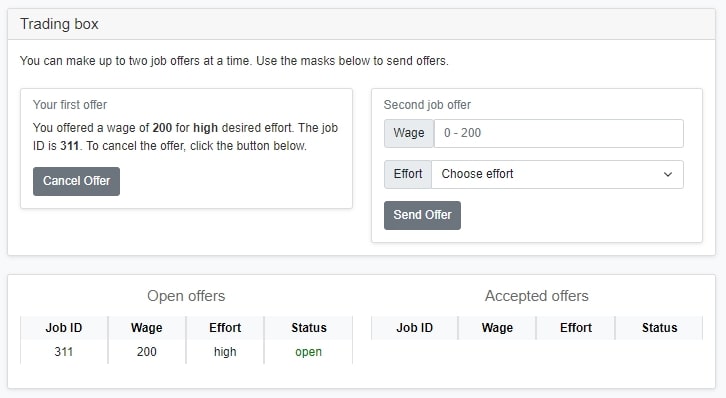 Trading box
You can make up to two job offers at a time. Use the masks below to send offers.
Your first offer
You offered a wage of 200 for high desired effort. The job
ID is 311. To cancel the offer, click the button below.
Cancel Offer
Second job offer
Wage 0 - 200
Effort Choose effort
Send Offer
Open offers
Job ID Wage Effort Status
311 200 high open
Accepted offers
Job ID Wage Effort Status